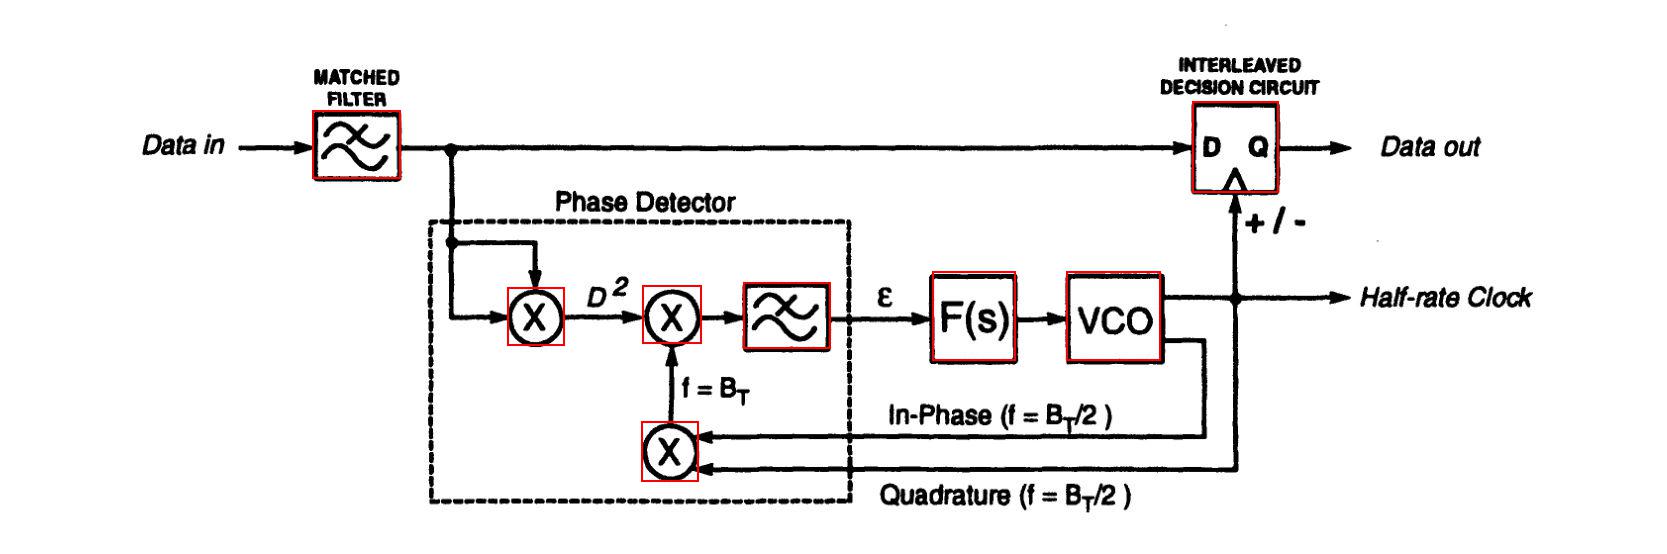 MATCHED
FILTER
INTERLEAVED
DECISION CIRCUIT
Data in
D Q
Data out
+ / -
Phase Detector
X
D²
X
ε
F(s)
VCO
Half-rate Clock
f = B_T
X
In-Phase (f = B_T/2 )
Quadrature (f = B_T/2 )